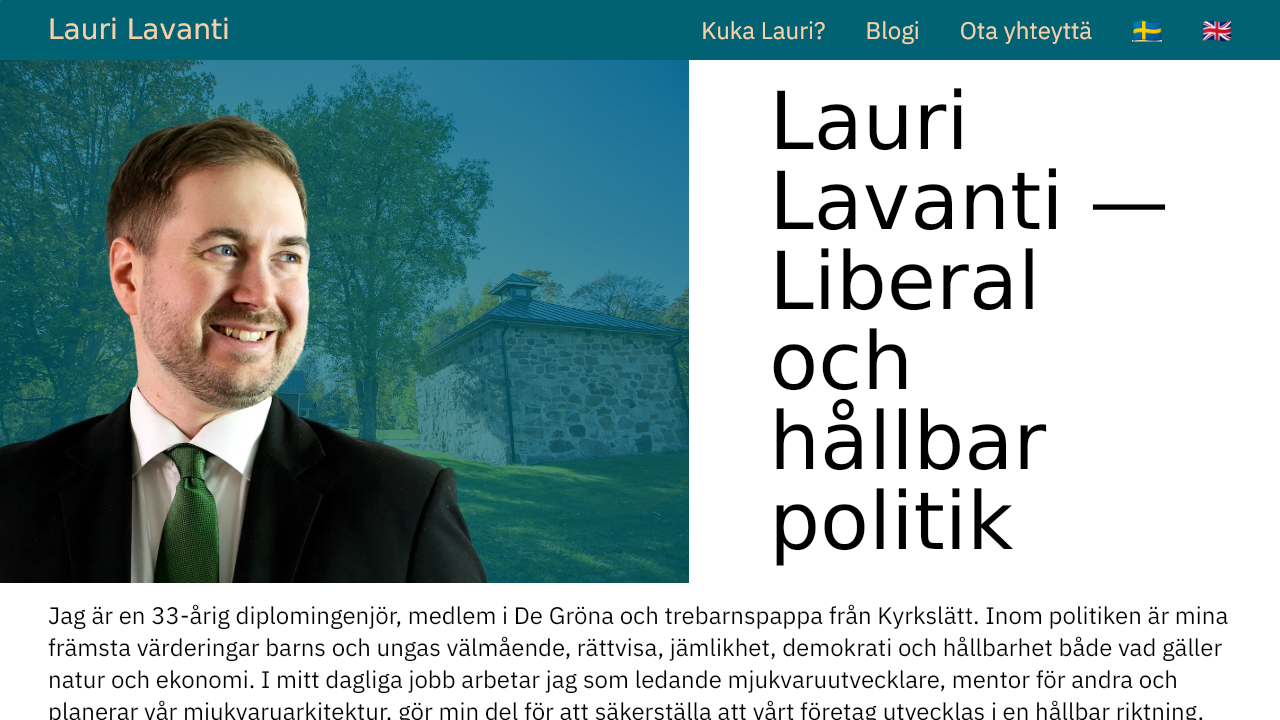 Lauri Lavanti
Kuka Lauri?
Blogi
Ota yhteyttä
Lauri
Lavanti —
Liberal
och
hållbar
politik
Jag är en 33-årig diplomingenjör, medlem i De Gröna och trebarnspappa från Kyrkslätt. Inom politiken är mina
främsta värderingar barns och ungas välmående, rättvisa, jämlikhet, demokrati och hållbarhet både vad gäller
natur och ekonomi. I mitt dagliga jobb arbetar jag som ledande mjukvaruutvecklare, mentor för andra och
planerar vår mjukvaruarkitektur, gör min del för att säkerställa att vårt företag utvecklas i en hållbar riktning.